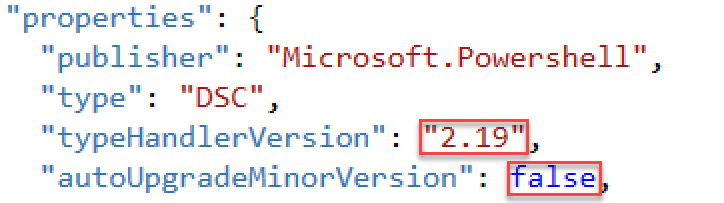 "properties": {
"publisher": "Microsoft.Powershell",
"type": "DSC",
"typeHandlerVersion": "2.19",
"autoUpgradeMinorVersion": false,